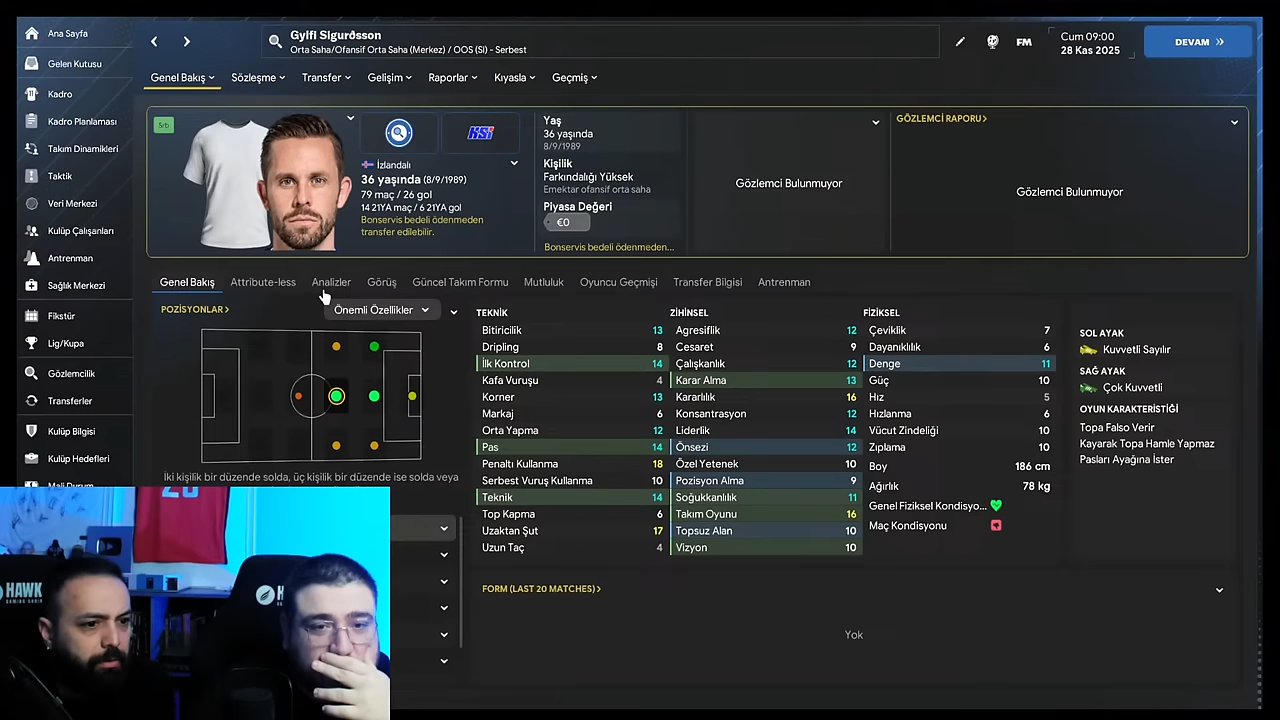 Gylfi Sigurðsson
Orta Saha/Ofansif Orta Saha (Merkez) / OOS (Sl) - Serbest
FM
Cum 09:00
28 Kas 2025
DEVAM
Genel Bakış
Sözleşme
Transfer
Gelişim
Raporlar
Kıyasla
Geçmiş
Ana Sayfa
Gelen Kutusu
Kadro
Kadro Planlaması
Takım Dinamikleri
Taktik
Veri Merkezi
Kulüp Çalışanları
Antrenman
Sağlık Merkezi
Fikstür
Lig/Kupa
Gözlemcilik
Transferler
Kulüp Bilgisi
Kulüp Hedefleri
Srb
KSI
İzlandalı
36 yaşında (8/9/1989)
79 maç / 26 gol
14 21YA maç / 6 21YA gol
Bonservis bedeli ödenmeden
transfer edilebilir.
Yaş
36 yaşında
8/9/1989
Kişilik
Farkındalığı Yüksek
Emektar ofansif orta saha
Piyasa Değeri
€0
Bonservis bedeli ödenmeden...
Gözlemci Bulunmuyor
GÖZLEMCİ RAPORU
Gözlemci Bulunmuyor
Genel Bakış
Attribute-less
Analizler
Görüş
Güncel Takım Formu
Mutluluk
Oyuncu Geçmişi
Transfer Bilgisi
Antrenman
POZİSYONLAR
Önemli Özellikler
İki kişilik bir düzende solda, üç kişilik bir düzende ise solda veya
TEKNİK
Bitiricilik 13
Dripling 8
İlk Kontrol 14
Kafa Vuruşu 4
Korner 13
Markaj 6
Orta Yapma 12
Pas 14
Penaltı Kullanma 18
Serbest Vuruş Kullanma 10
Teknik 14
Top Kapma 6
Uzaktan Şut 17
Uzun Taç 4
ZİHİNSEL
Agresiflik 12
Cesaret 9
Çalışkanlık 12
Karar Alma 13
Kararlılık 16
Konsantrasyon 12
Liderlik 14
Önsezi 12
Özel Yetenek 10
Pozisyon Alma 9
Soğukkanlılık 11
Takım Oyunu 16
Topsuz Alan 10
Vizyon 10
FİZİKSEL
Çeviklik 7
Dayanıklılık 6
Denge 11
Güç 10
Hız 5
Hızlanma 6
Vücut Zindeliği 10
Zıplama 10
Boy 186 cm
Ağırlık 78 kg
Genel Fiziksel Kondisyo...
Maç Kondisyonu
SOL AYAK
Kuvvetli Sayılır
SAĞ AYAK
Çok Kuvvetli
OYUN KARAKTERİSTİĞİ
Topa Falso Verir
Kayarak Topa Hamle Yapmaz
Pasları Ayağına İster
FORM (LAST 20 MATCHES)
Yok
HAWK